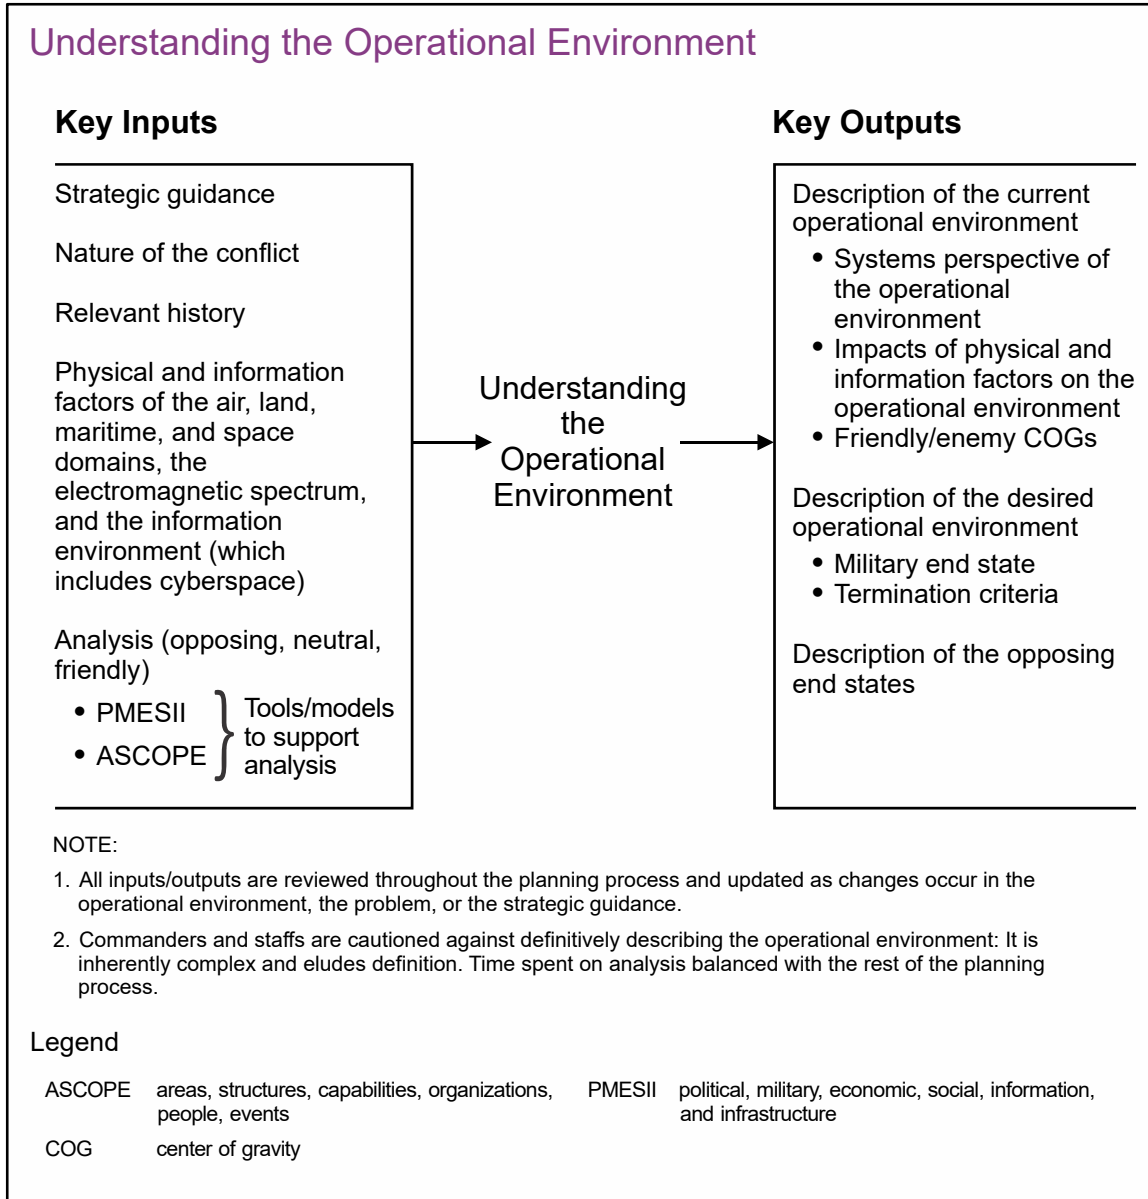 Understanding the Operational Environment
Key Inputs
Strategic guidance
Nature of the conflict
Relevant history
Physical and information
factors of the air, land,
maritime, and space
domains, the
electromagnetic spectrum,
and the information
environment (which
includes cyberspace)
Analysis (opposing, neutral,
friendly)
• PMESII
• ASCOPE
Tools/models
to support
analysis
Understanding
the
Operational
Environment
Key Outputs
Description of the current
operational environment
• Systems perspective of
the operational
environment
• Impacts of physical and
information factors on the
operational environment
• Friendly/enemy COGs
Description of the desired
operational environment
• Military end state
• Termination criteria
Description of the opposing
end states
NOTE:
1. All inputs/outputs are reviewed throughout the planning process and updated as changes occur in the
operational environment, the problem, or the strategic guidance.
2. Commanders and staffs are cautioned against definitively describing the operational environment: It is
inherently complex and eludes definition. Time spent on analysis balanced with the rest of the planning
process.
Legend
ASCOPE areas, structures, capabilities, organizations,
people, events
COG center of gravity
PMESII political, military, economic, social, information,
and infrastructure